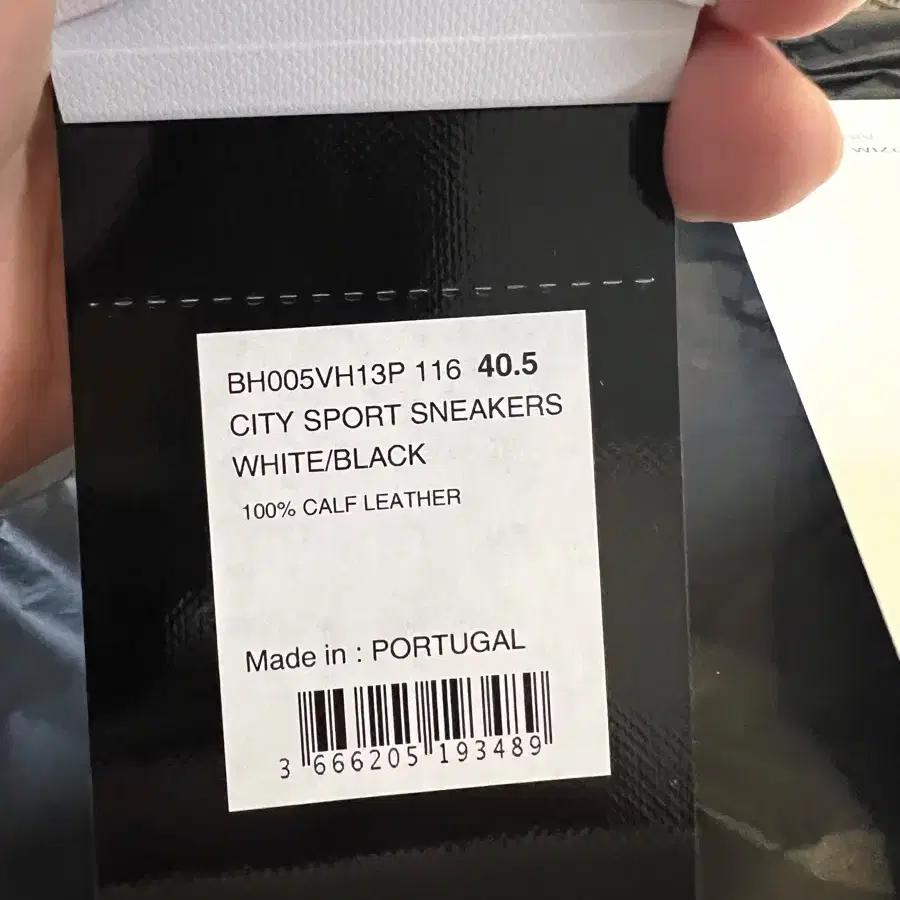 BH005VH13P 116 40.5
CITY SPORT SNEAKERS
WHITE/BLACK
100% CALF LEATHER
Made in : PORTUGAL
3 666205 193489